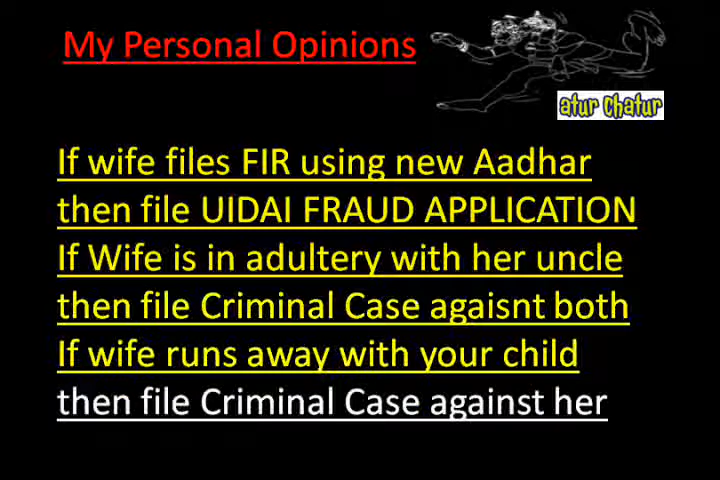 My Personal Opinions
atur Chatur
If wife files FIR using new Aadhar
then file UIDAI FRAUD APPLICATION
If Wife is in adultery with her uncle
then file Criminal Case agaisnt both
If wife runs away with your child
then file Criminal Case against her